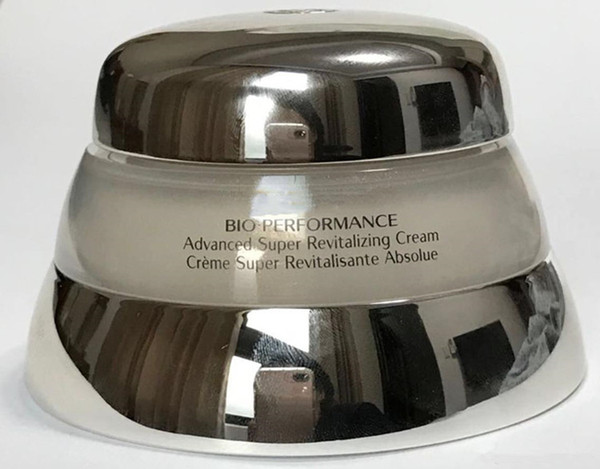 BIO-PERFORMANCE
Advanced Super Revitalizing Cream
Crème Super Revitalisante Absolue